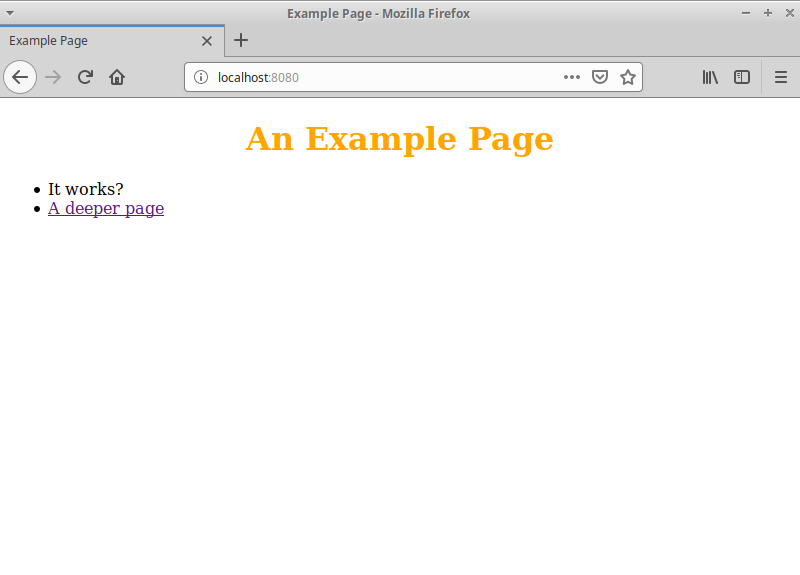 Example Page - Mozilla Firefox
Example Page
localhost:8080
An Example Page
It works?
A deeper page